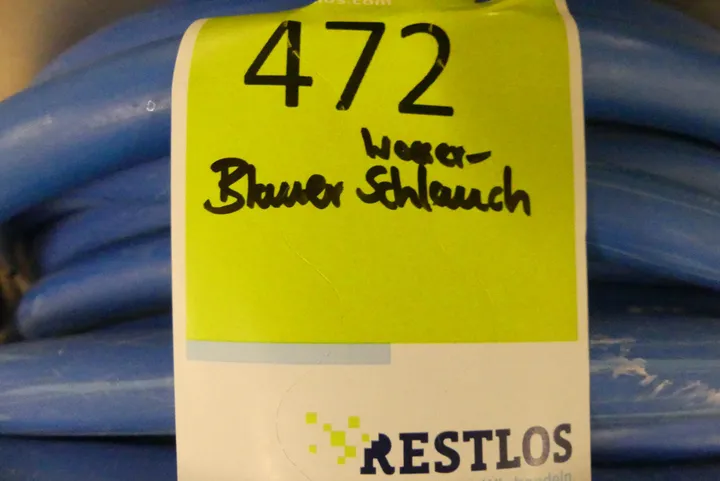 472
Wasser-
Blauer Schlauch
RESTLOS